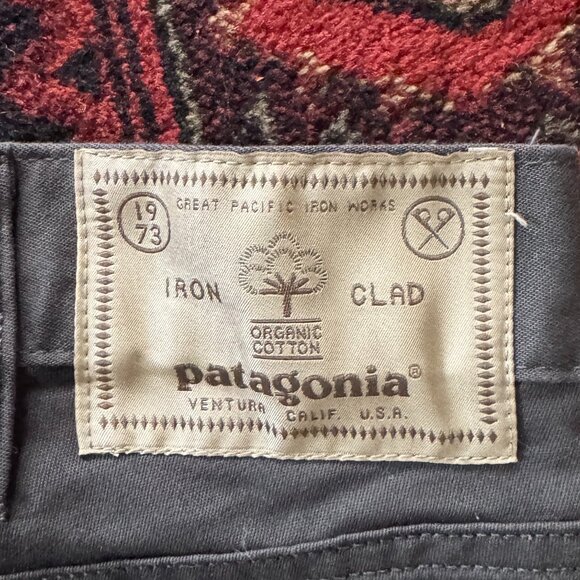 19
73
GREAT PACIFIC IRON WORKS
IRON CLAD
ORGANIC
COTTON
patagonia®
VENTURA CALIF. U.S.A.